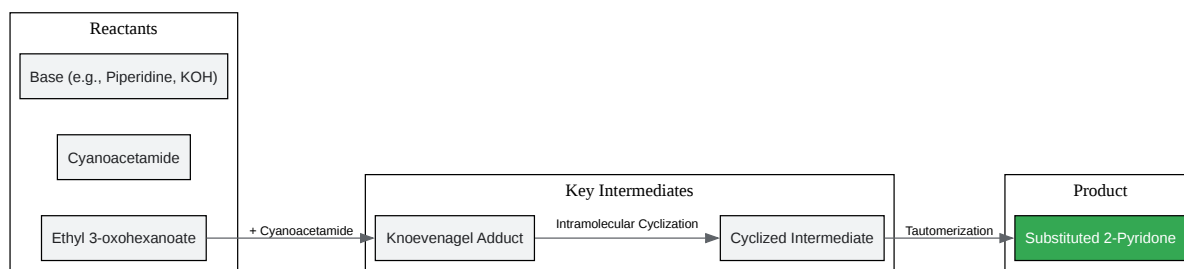 Reactants
Base (e.g., Piperidine, KOH)
Cyanoacetamide
Ethyl 3-oxohexanoate
+ Cyanoacetamide
Key Intermediates
Knoevenagel Adduct
Intramolecular Cyclization
Cyclized Intermediate
Tautomerization
Product
Substituted 2-Pyridone